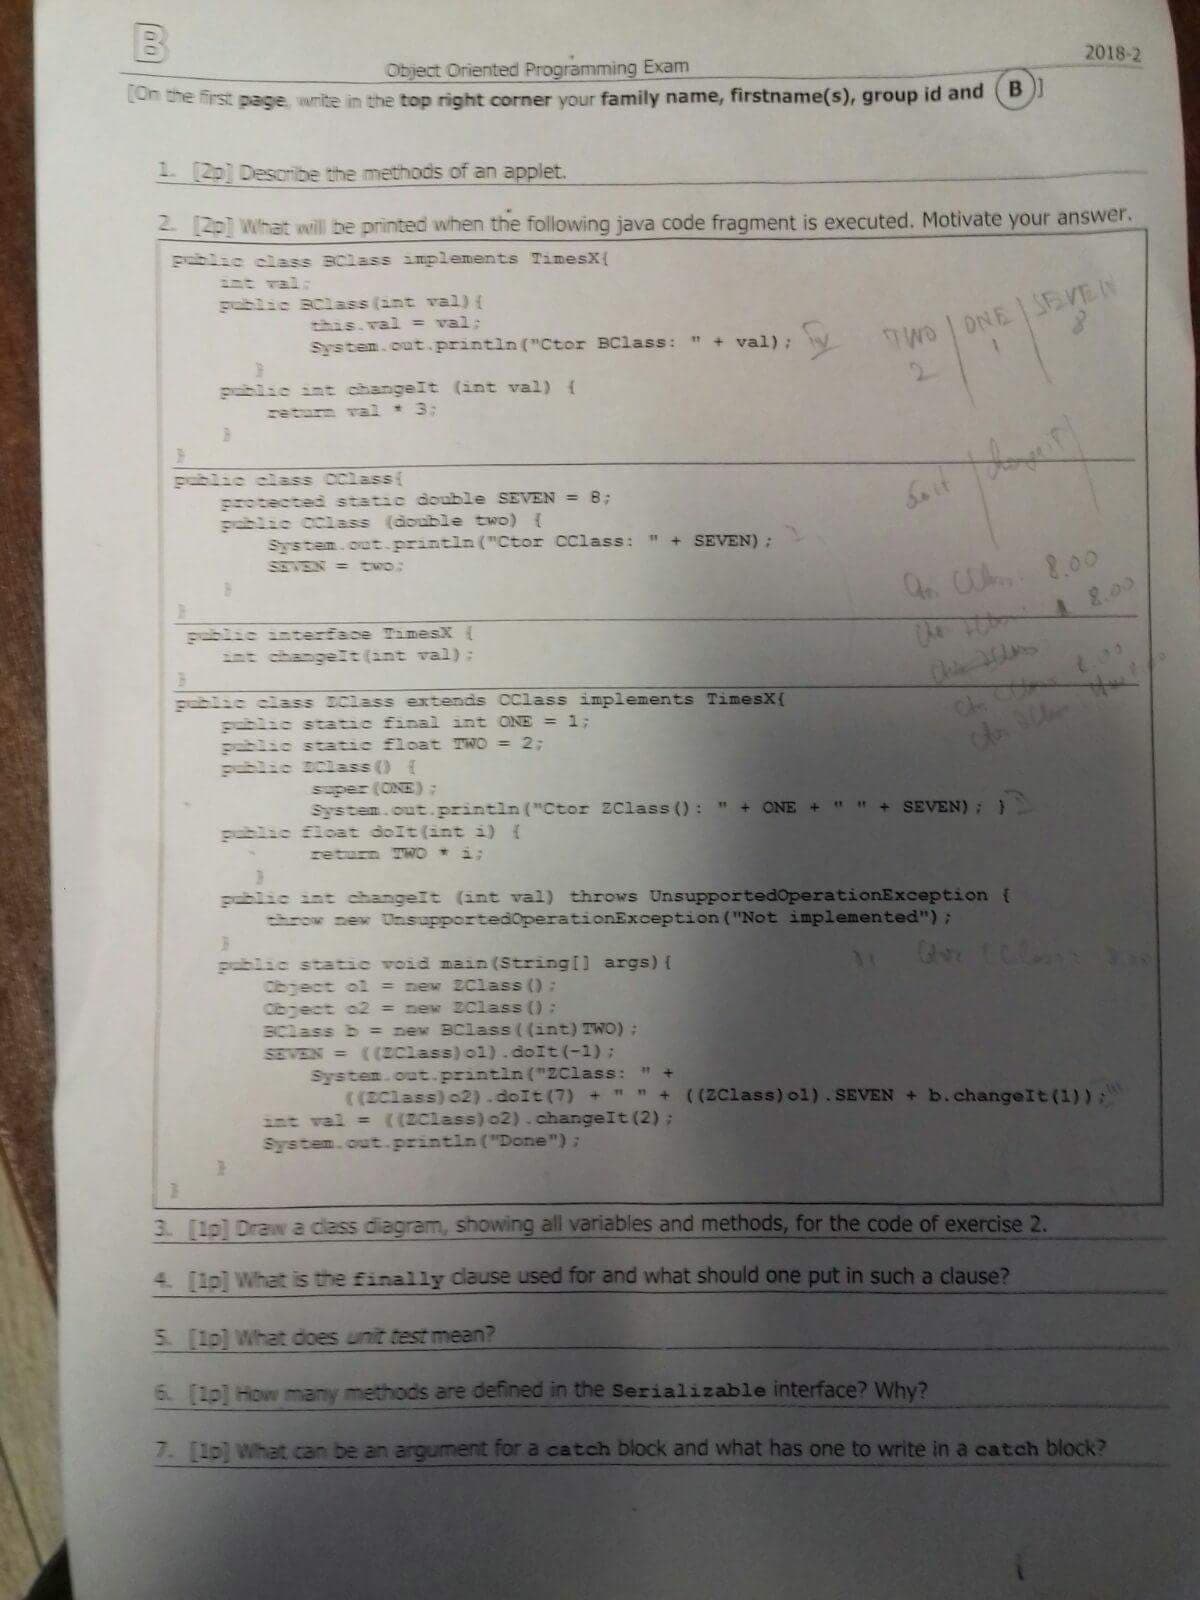 B
Object Oriented Programming Exam
2018-2
[On the first page, write in the top right corner your family name, firstname(s), group id and B ]
1. [2p] Describe the methods of an applet.
2. [2p] What will be printed when the following java code fragment is executed. Motivate your answer.
public class BClass implements TimesX{
int val;
public BClass(int val){
this.val = val;
System.out.println("Ctor BClass: " + val);
TWO ONE SEVEN
2 1 8
}
public int changeIt (int val) {
return val * 3;
}
}
public class CClass{
protected static double SEVEN = 8;
doIt changeIt
public CClass (double two) {
System.out.println("Ctor CClass: " + SEVEN);
SEVEN = two;
8.00
}
8.00
}
public interface TimesX {
int changeIt(int val);
}
public class ZClass extends CClass implements TimesX{
public static final int ONE = 1;
public static float TWO = 2;
public ZClass() {
super(ONE);
System.out.println("Ctor ZClass(): " + ONE + " " + SEVEN); }
public float doIt(int i) {
return TWO * i;
}
public int changeIt (int val) throws UnsupportedOperationException {
throw new UnsupportedOperationException("Not implemented");
}
public static void main(String[] args){
Object o1 = new ZClass();
Object o2 = new ZClass();
BClass b = new BClass((int)TWO);
SEVEN = ((ZClass)o1).doIt(-1);
System.out.println("ZClass: " +
((ZClass)o2).doIt(7) + " " + ((ZClass)o1).SEVEN + b.changeIt(1));
int val = ((ZClass)o2).changeIt(2);
System.out.println("Done");
}
}
3. [1p] Draw a class diagram, showing all variables and methods, for the code of exercise 2.
4. [1p] What is the finally clause used for and what should one put in such a clause?
5. [1p] What does unit test mean?
6. [1p] How many methods are defined in the Serializable interface? Why?
7. [1p] What can be an argument for a catch block and what has one to write in a catch block?